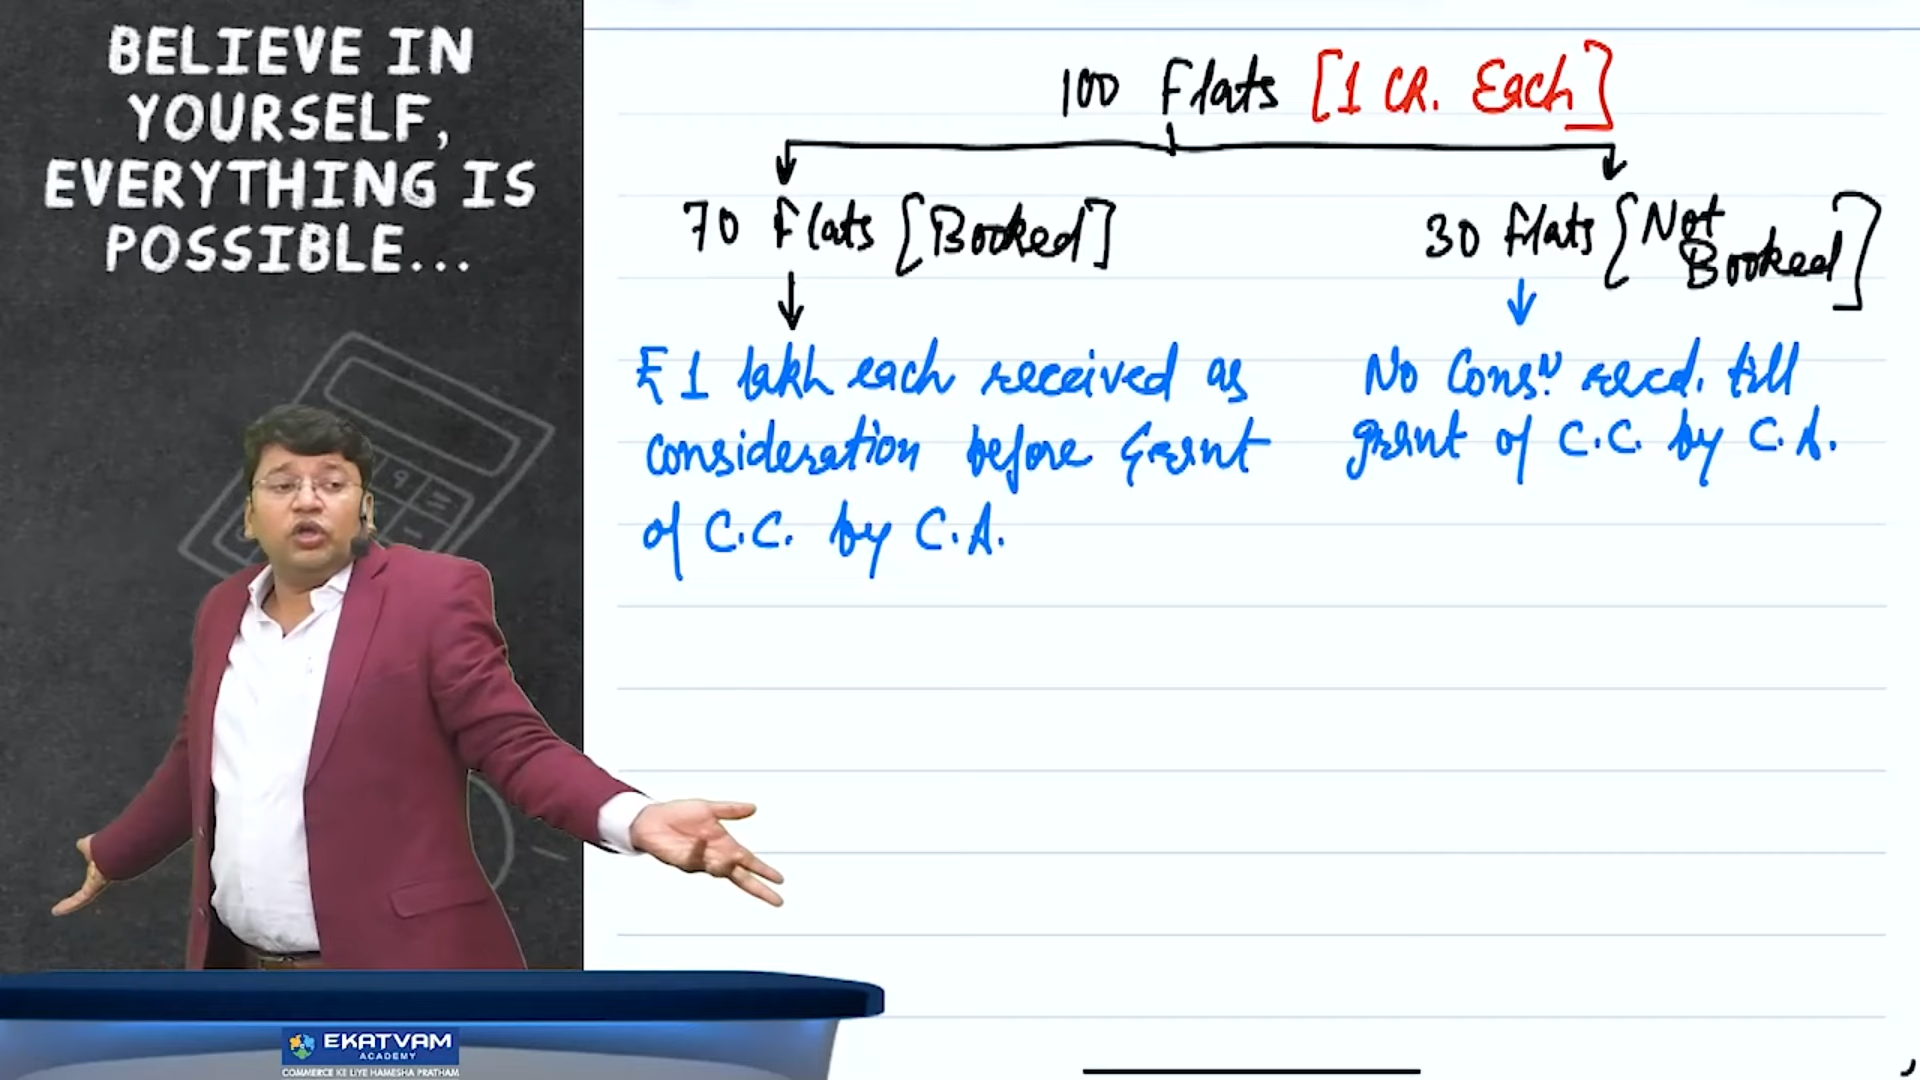 BELIEVE IN
YOURSELF,
EVERYTHING IS
POSSIBLE...
100 Flats [1 CR. Each]
70 Flats [Booked]
30 Flats [Not Booked]
₹ 1 lakh each received as
consideration before Grant
of C.C. by C.A.
No Consn. recd. till
grant of C.C. by C.A.
EKATVAM
ACADEMY
COMMERCE KE LIYE HAMESHA PRATHAM